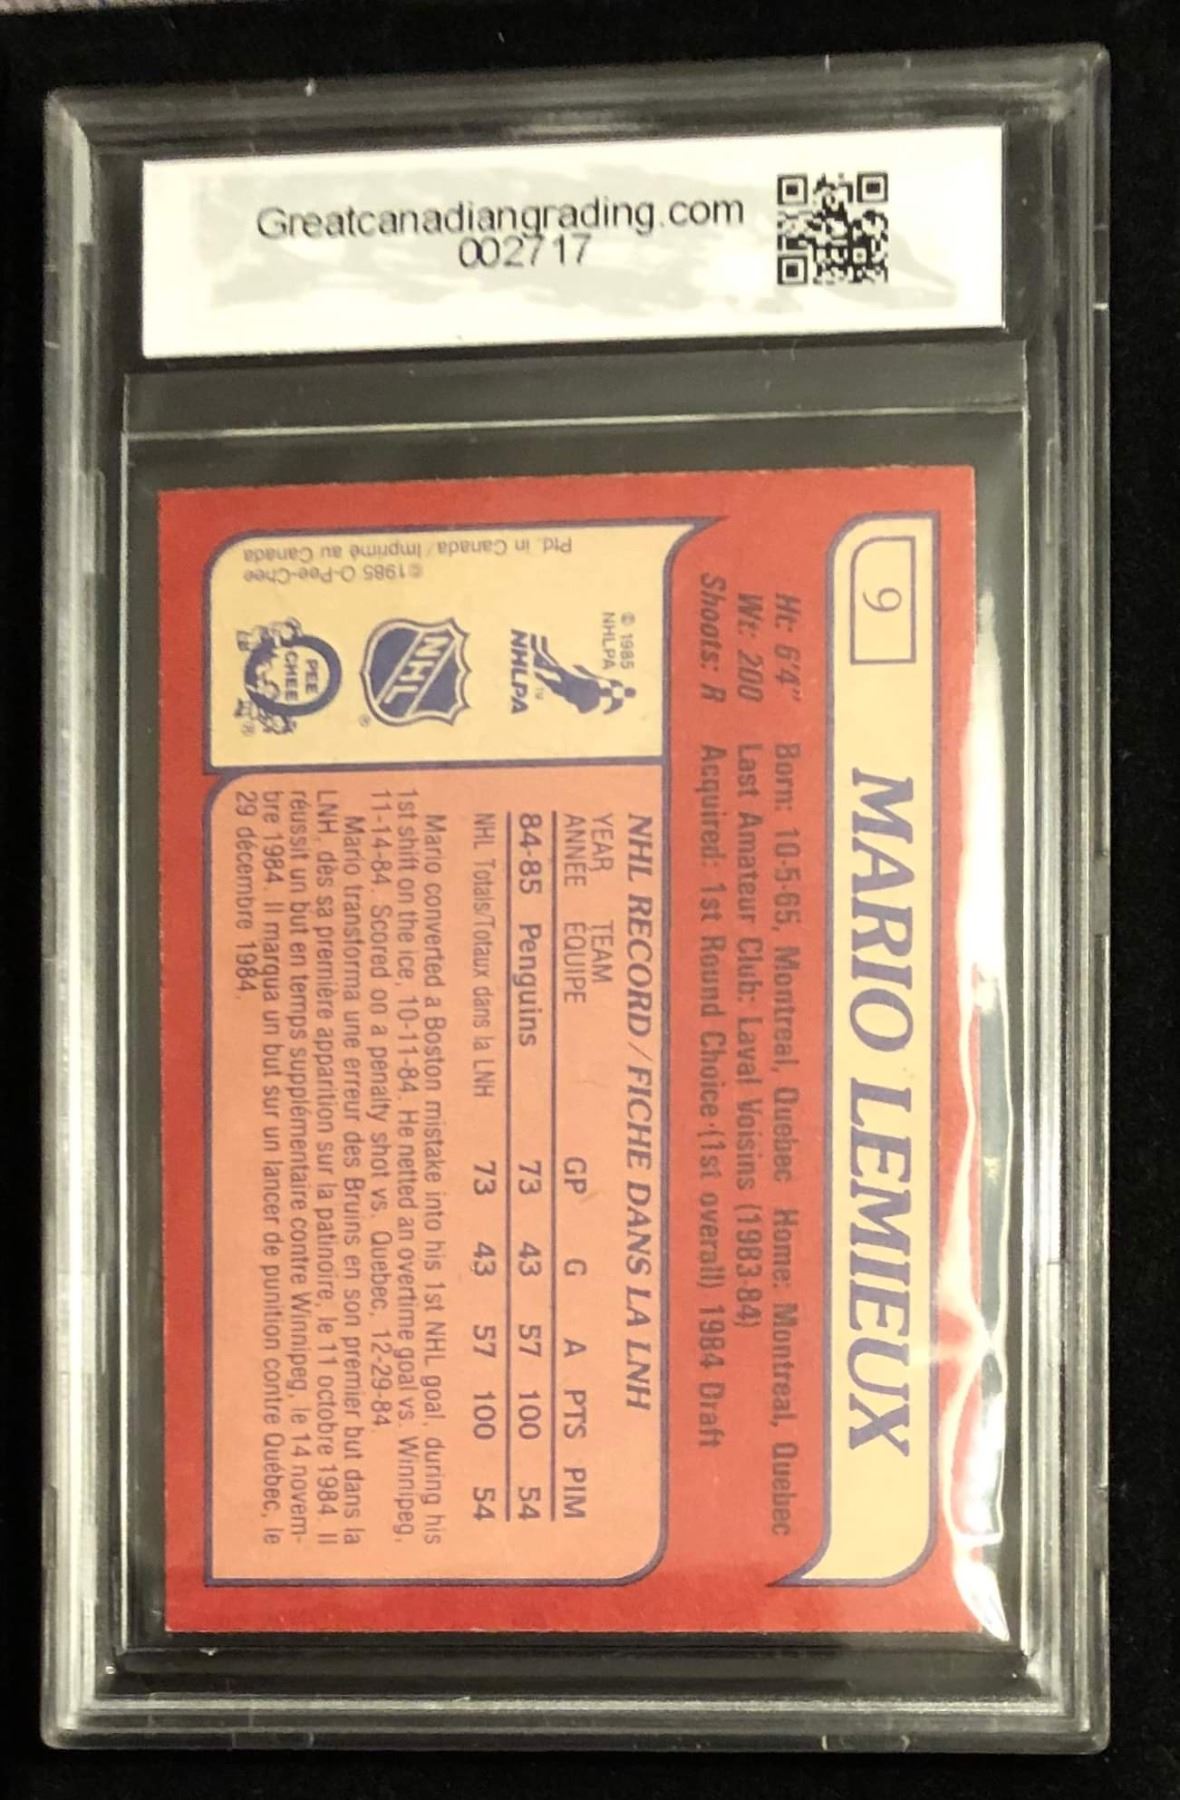 Greatcanadiangrading.com
002717
9
MARIO LEMIEUX
Ht: 6'4" Born: 10-5-65, Montreal, Quebec Home: Montreal, Quebec
Wt: 200 Last Amateur Club: Laval Voisins (1983-84)
Shoots: R Acquired: 1st Round Choice (1st overall) 1984 Draft
© 1985
NHLPA
NHLPA
TM
NHL
®
O
PEE
CHEE
®
©1985 O-Pee-Chee
Ptd. in Canada/Imprimé au Canada
NHL RECORD/FICHE DANS LA LNH
YEAR TEAM
ANNÉE ÉQUIPE GP G A PTS PIM
84-85 Penguins 73 43 57 100 54
NHL Totals/Totaux dans la LNH 73 43 57 100 54
Mario converted a Boston mistake into his 1st NHL goal, during his
1st shift on the ice, 10-11-84. He netted an overtime goal vs. Winnipeg,
11-14-84. Scored on a penalty shot vs. Quebec, 12-29-84.
Mario transforma une erreur des Bruins en son premier but dans la
LNH, dès sa première apparition sur la patinoire, le 11 octobre 1984. Il
réussit un but en temps supplémentaire contre Winnipeg, le 14 novem-
bre 1984. Il marqua un but sur un lancer de punition contre Québec, le
29 décembre 1984.